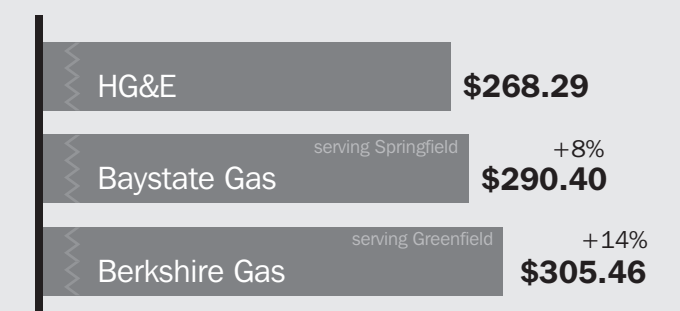 HG&E $268.29
serving Springfield +8%
Baystate Gas $290.40
serving Greenfield +14%
Berkshire Gas $305.46